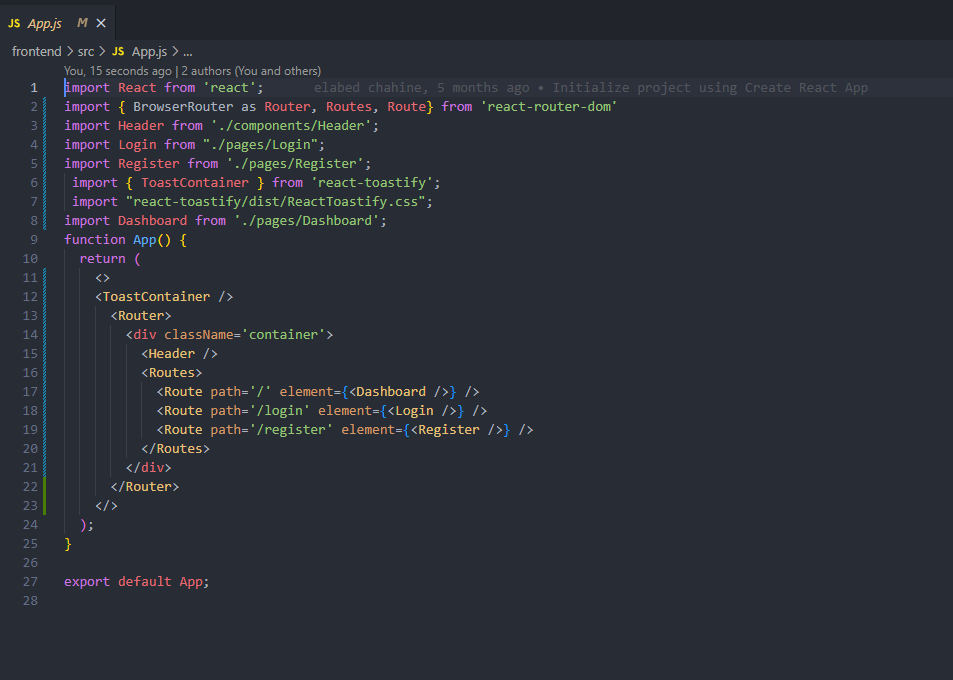 JS App.js M ×
frontend > src > JS App.js > ...
You, 15 seconds ago | 2 authors (You and others)
1 import React from 'react'; elabed chahine, 5 months ago • Initialize project using Create React App
2 import { BrowserRouter as Router, Routes, Route} from 'react-router-dom'
3 import Header from './components/Header';
4 import Login from "./pages/Login";
5 import Register from './pages/Register';
6  import { ToastContainer } from 'react-toastify';
7  import "react-toastify/dist/ReactToastify.css";
8 import Dashboard from './pages/Dashboard';
9 function App() {
10   return (
11     <>
12     <ToastContainer />
13       <Router>
14         <div className='container'>
15           <Header />
16           <Routes>
17             <Route path='/' element={<Dashboard />} />
18             <Route path='/login' element={<Login />} />
19             <Route path='/register' element={<Register />} />
20           </Routes>
21         </div>
22       </Router>
23     </>
24   );
25 }
26
27 export default App;
28